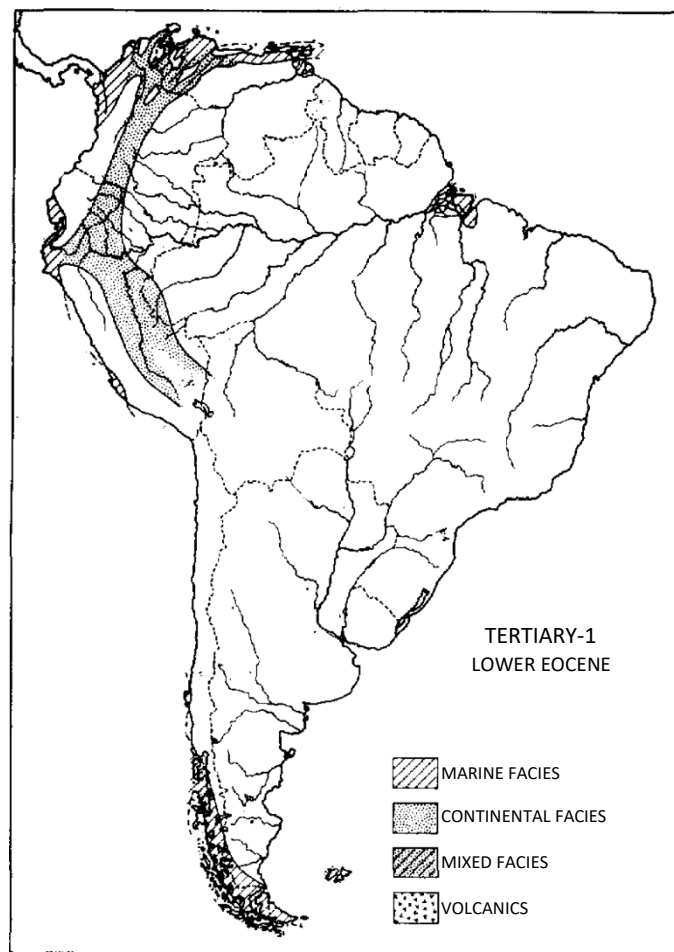 TERTIARY-1
LOWER EOCENE
MARINE FACIES
CONTINENTAL FACIES
MIXED FACIES
VOLCANICS